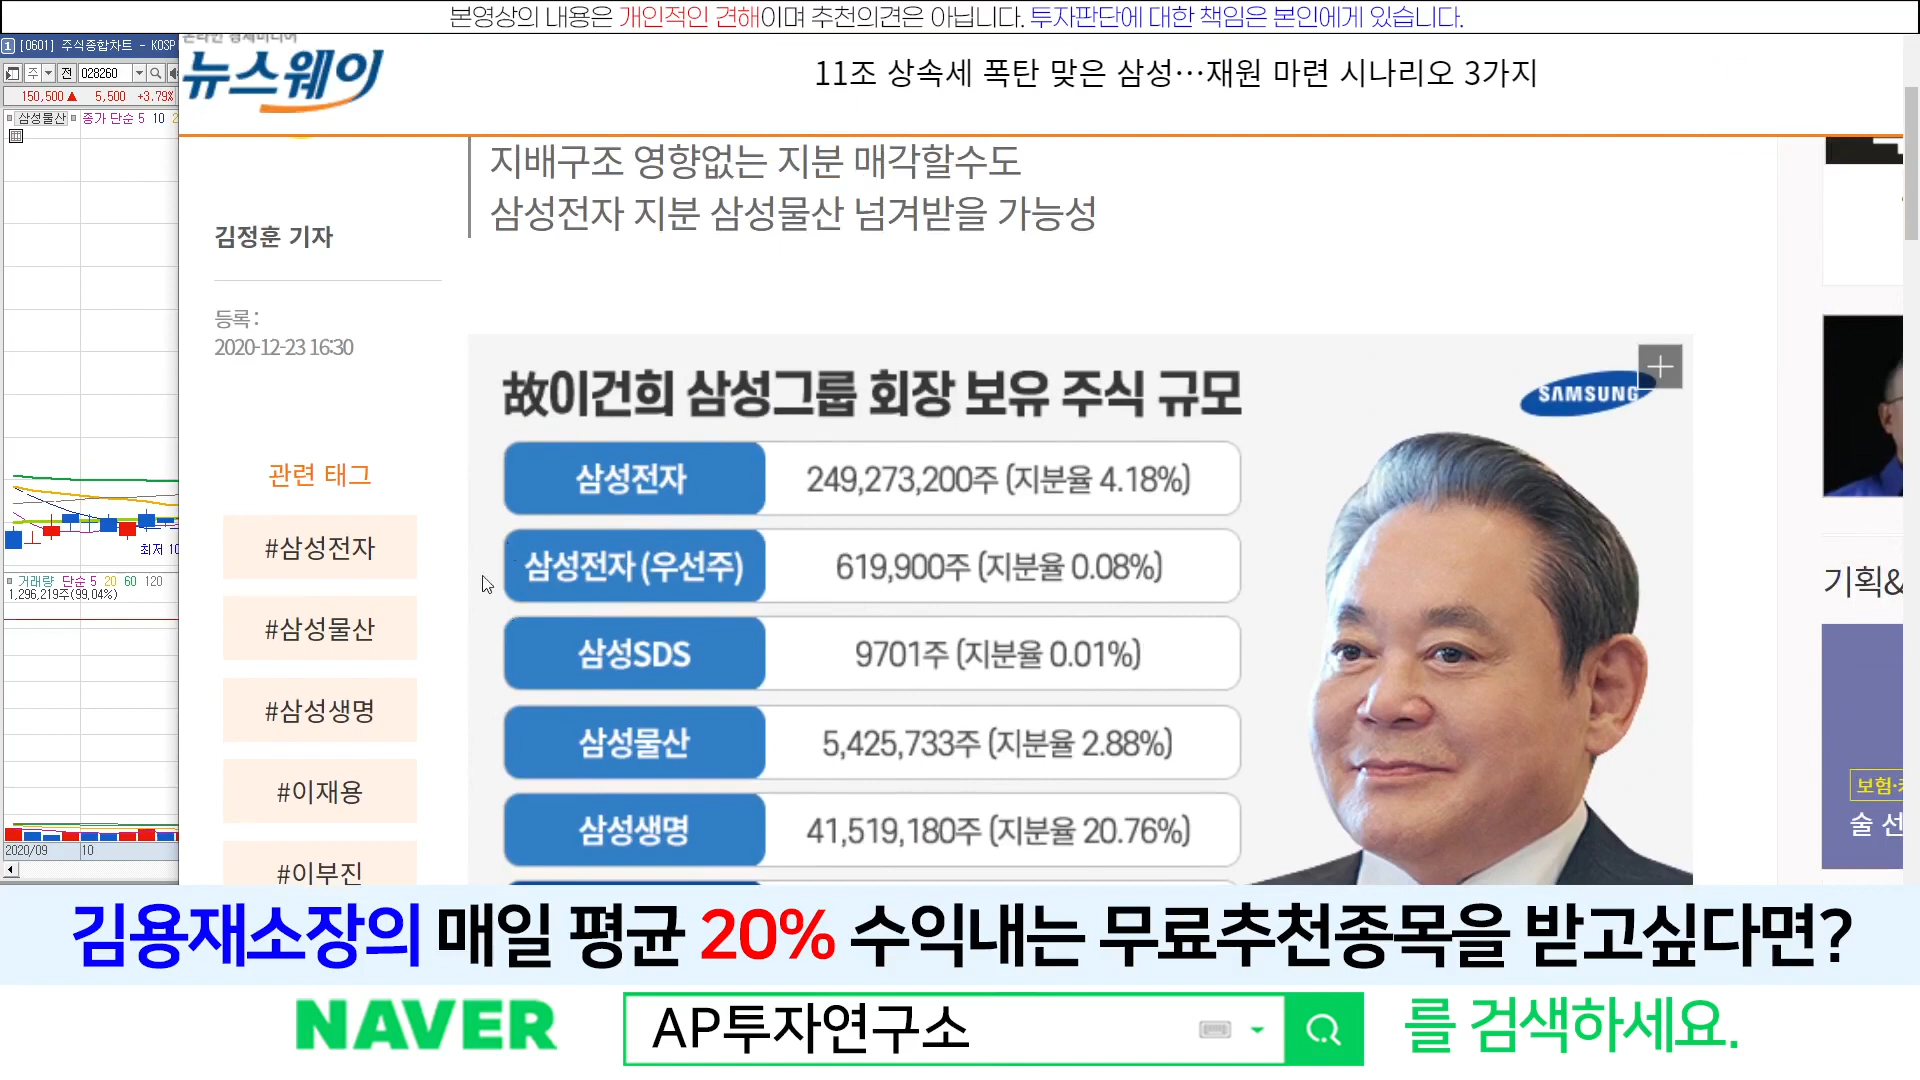 본영상의 내용은 개인적인 견해이며 추천의견은 아닙니다. 투자판단에 대한 책임은 본인에게 있습니다.
1 [0601] 주식종합차트 - KOSP
주 전 028260
150,500▲ 5,500 +3.79%
삼성물산 종가 단순 5 10
최저 10
거래량 단순 5 20 60 120
1,296,219주(99.04%)
2020/09 10
온라인 경제미디어
뉴스웨이
11조 상속세 폭탄 맞은 삼성…재원 마련 시나리오 3가지
지배구조 영향없는 지분 매각할수도
삼성전자 지분 삼성물산 넘겨받을 가능성
김정훈 기자
등록 :
2020-12-23 16:30
관련 태그
#삼성전자
#삼성물산
#삼성생명
#이재용
#이부진
故이건희 삼성그룹 회장 보유 주식 규모
SAMSUNG
삼성전자 249,273,200주 (지분율 4.18%)
삼성전자 (우선주) 619,900주 (지분율 0.08%)
삼성SDS 9701주 (지분율 0.01%)
삼성물산 5,425,733주 (지분율 2.88%)
삼성생명 41,519,180주 (지분율 20.76%)
기획&
술 선
김용재소장의 매일 평균 20% 수익내는 무료추천종목을 받고싶다면?
NAVER AP투자연구소 를 검색하세요.